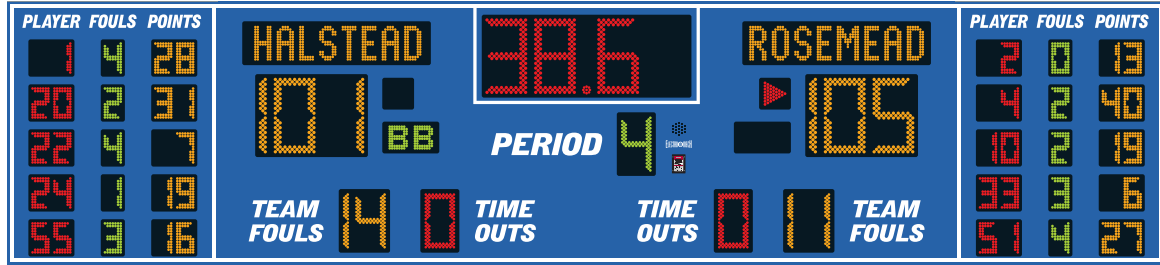 PLAYER FOULS POINTS
1 4 28
20 2 31
22 4 7
24 1 19
55 3 16
HALSTEAD
101
BB
38.6
PERIOD 4
ROSEMEAD
105
TEAM FOULS 14
0 TIME OUTS
TIME OUTS 0
11 TEAM FOULS
PLAYER FOULS POINTS
2 0 13
4 2 40
10 2 19
33 3 6
51 4 27